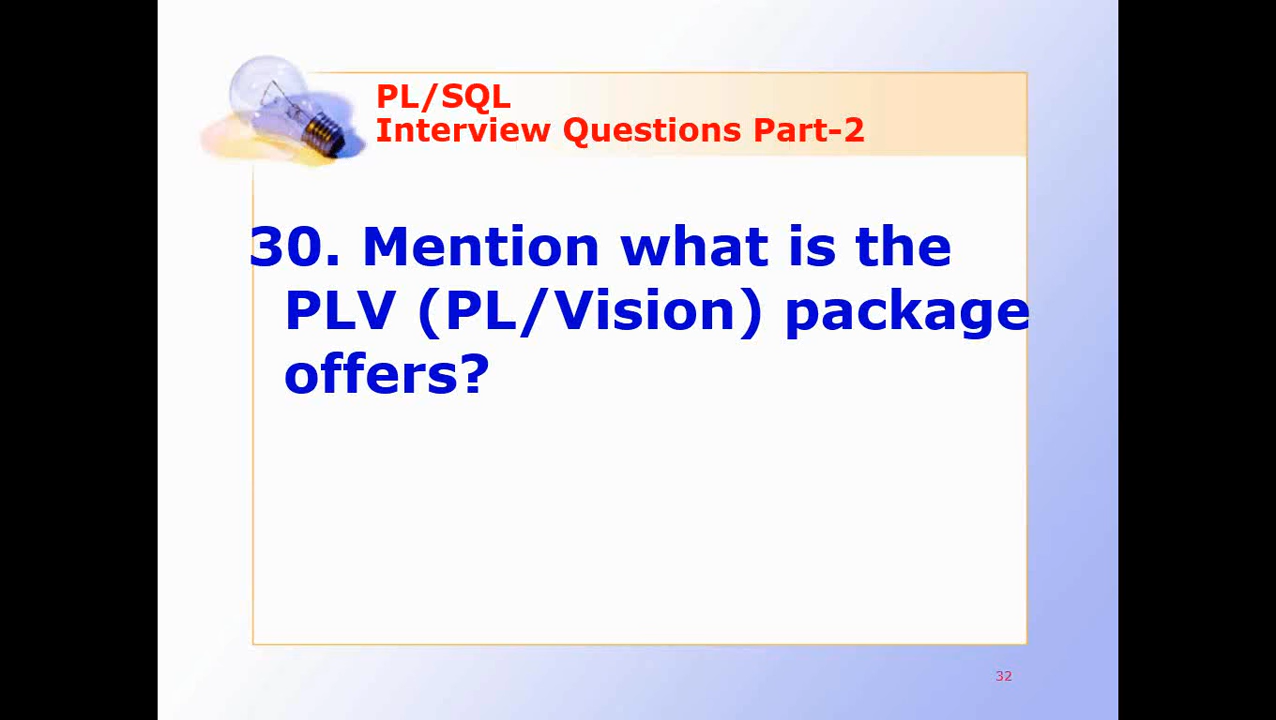 PL/SQL
Interview Questions Part-2
30. Mention what is the
PLV (PL/Vision) package
offers?
32